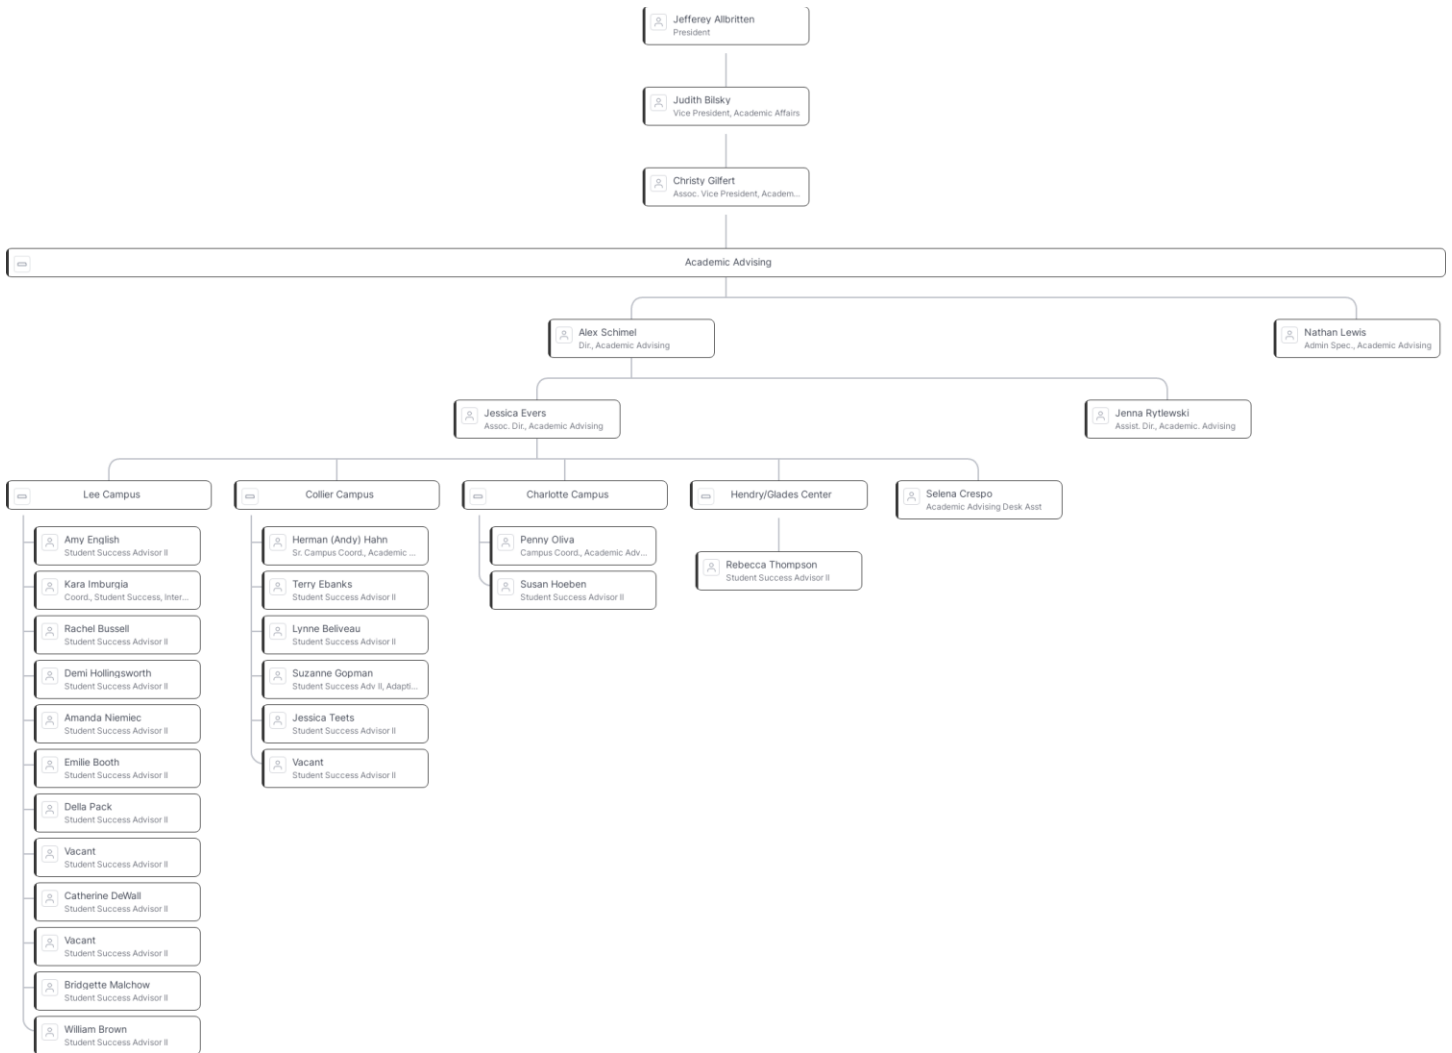 Jefferey Allbritten
President
Judith Bilsky
Vice President, Academic Affairs
Christy Gilfert
Assoc. Vice President, Academ...
Academic Advising
Alex Schimel
Dir., Academic Advising
Nathan Lewis
Admin Spec., Academic Advising
Jessica Evers
Assoc. Dir., Academic Advising
Jenna Rytlewski
Assist. Dir., Academic. Advising
Lee Campus
Amy English
Student Success Advisor II
Kara Imburgia
Coord., Student Success, Inter...
Rachel Bussell
Student Success Advisor II
Demi Hollingsworth
Student Success Advisor II
Amanda Niemiec
Student Success Advisor II
Emilie Booth
Student Success Advisor II
Della Pack
Student Success Advisor II
Vacant
Student Success Advisor II
Catherine DeWall
Student Success Advisor II
Vacant
Student Success Advisor II
Bridgette Malchow
Student Success Advisor II
William Brown
Student Success Advisor II
Collier Campus
Herman (Andy) Hahn
Sr. Campus Coord., Academic ...
Terry Ebanks
Student Success Advisor II
Lynne Beliveau
Student Success Advisor II
Suzanne Gopman
Student Success Adv II, Adapti...
Jessica Teets
Student Success Advisor II
Vacant
Student Success Advisor II
Charlotte Campus
Penny Oliva
Campus Coord., Academic Adv...
Susan Hoeben
Student Success Advisor II
Hendry/Glades Center
Rebecca Thompson
Student Success Advisor II
Selena Crespo
Academic Advising Desk Asst